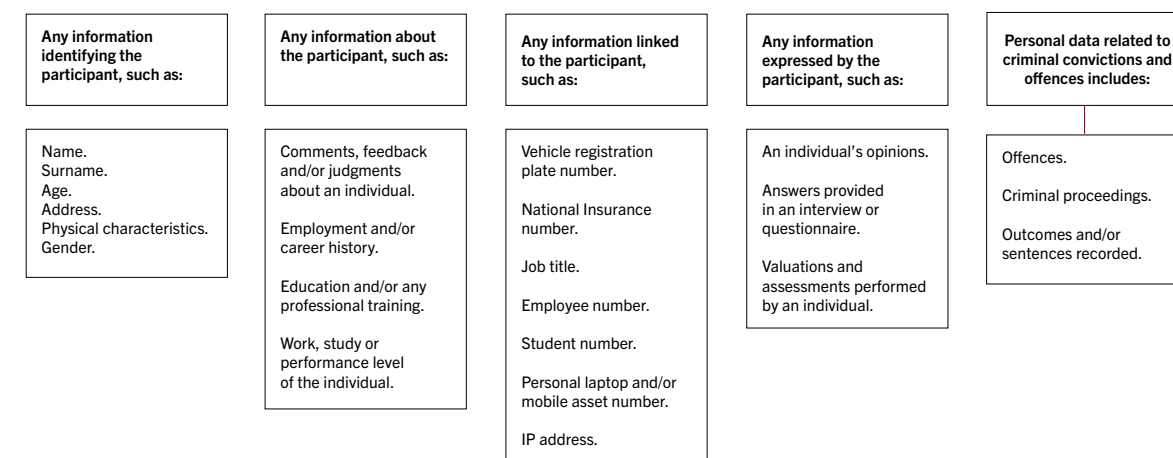 Any information
identifying the
participant, such as:
Name.
Surname.
Age.
Address.
Physical characteristics.
Gender.
Any information about
the participant, such as:
Comments, feedback
and/or judgments
about an individual.
Employment and/or
career history.
Education and/or any
professional training.
Work, study or
performance level
of the individual.
Any information linked
to the participant,
such as:
Vehicle registration
plate number.
National Insurance
number.
Job title.
Employee number.
Student number.
Personal laptop and/or
mobile asset number.
IP address.
Any information
expressed by the
participant, such as:
An individual’s opinions.
Answers provided
in an interview or
questionnaire.
Valuations and
assessments performed
by an individual.
Personal data related to
criminal convictions and
offences includes:
Offences.
Criminal proceedings.
Outcomes and/or
sentences recorded.